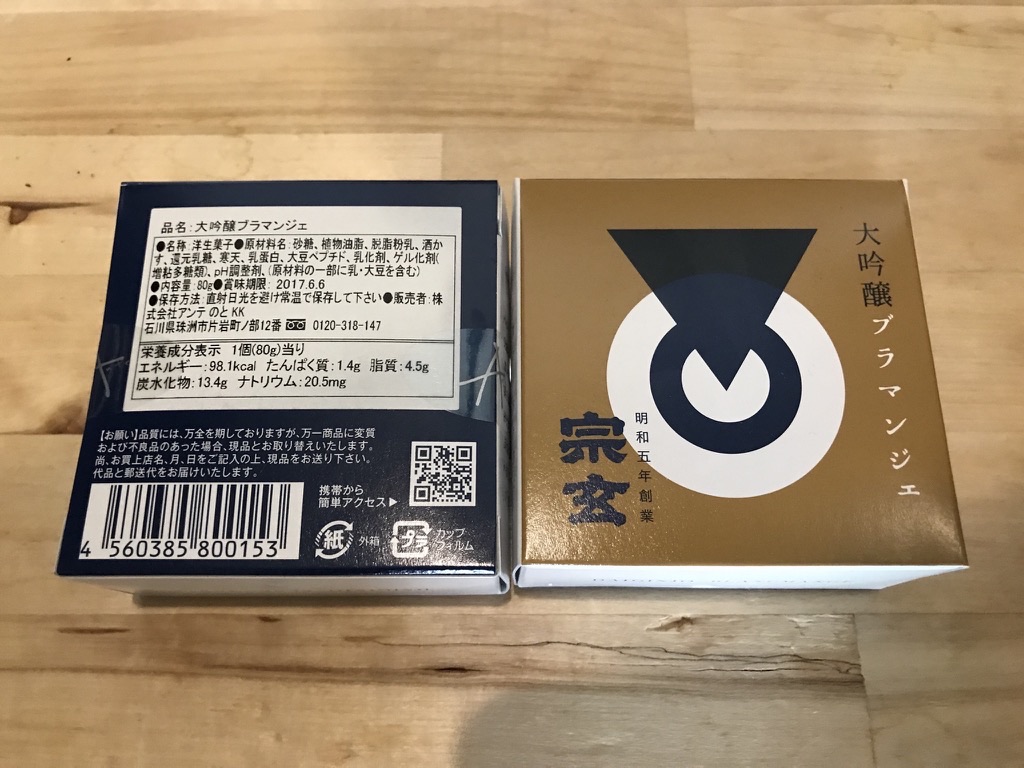 品名:大吟醸ブラマンジェ
●名称:洋生菓子●原材料名:砂糖、植物油脂、脱脂粉乳、酒か
す、還元乳糖、寒天、乳蛋白、大豆ペプチド、乳化剤、ゲル化剤(
増粘多糖類)、pH調整剤、(原材料の一部に乳・大豆を含む)
●内容量:80g●賞味期限:2017.6.6
●保存方法:直射日光を避け常温で保存して下さい●販売者:株
式会社アンテ のと KK
石川県珠洲市片岩町ノ部12番 0120-318-147
栄養成分表示 1個(80g)当り
エネルギー:98.1kcal たんぱく質:1.4g 脂質:4.5g
炭水化物:13.4g ナトリウム:20.5mg
【お願い】品質には、万全を期しておりますが、万一商品に変質
および不良品のあった場合、現品とお取り替えいたします。
尚、お買上店名、月、日をご記入の上、現品をお送り下さい。
代品と郵送代をお届けいたします。
携帯から
簡単アクセス▶
4 560385 800153
紙 外箱
プラ カップ
フィルム
大吟醸ブラマンジェ
明和五年創業
宗玄